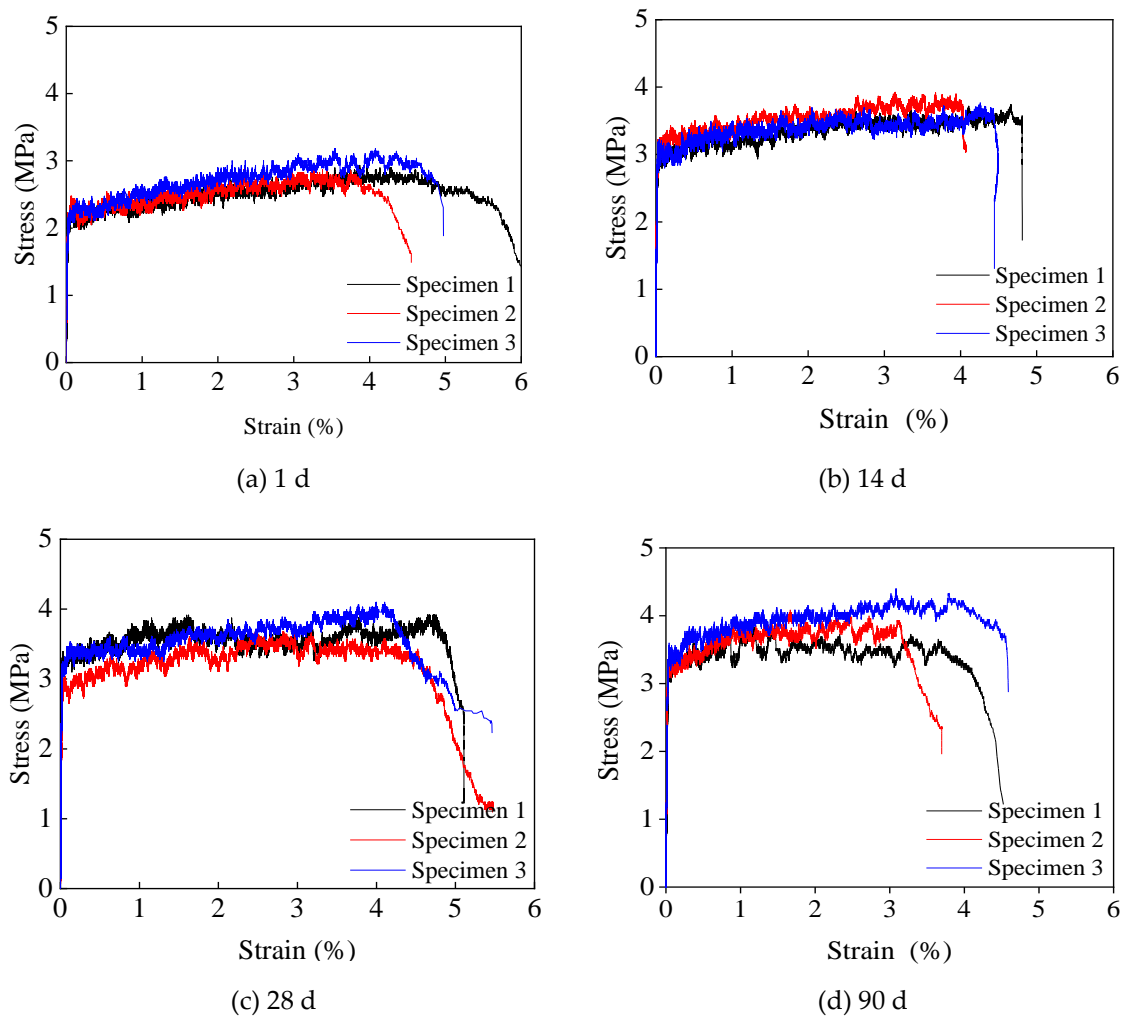 5
4
3
2
1
0
Stress (MPa)
Specimen 1
Specimen 2
Specimen 3
0 1 2 3 4 5 6
Strain (%)
(a) 1 d
5
4
3
2
1
0
Stress (MPa)
Specimen 1
Specimen 2
Specimen 3
0 1 2 3 4 5 6
Strain (%)
(b) 14 d
5
4
3
2
1
0
Stress (MPa)
Specimen 1
Specimen 2
Specimen 3
0 1 2 3 4 5 6
Strain (%)
(c) 28 d
5
4
3
2
1
0
Stress (MPa)
Specimen 1
Specimen 2
Specimen 3
0 1 2 3 4 5 6
Strain (%)
(d) 90 d